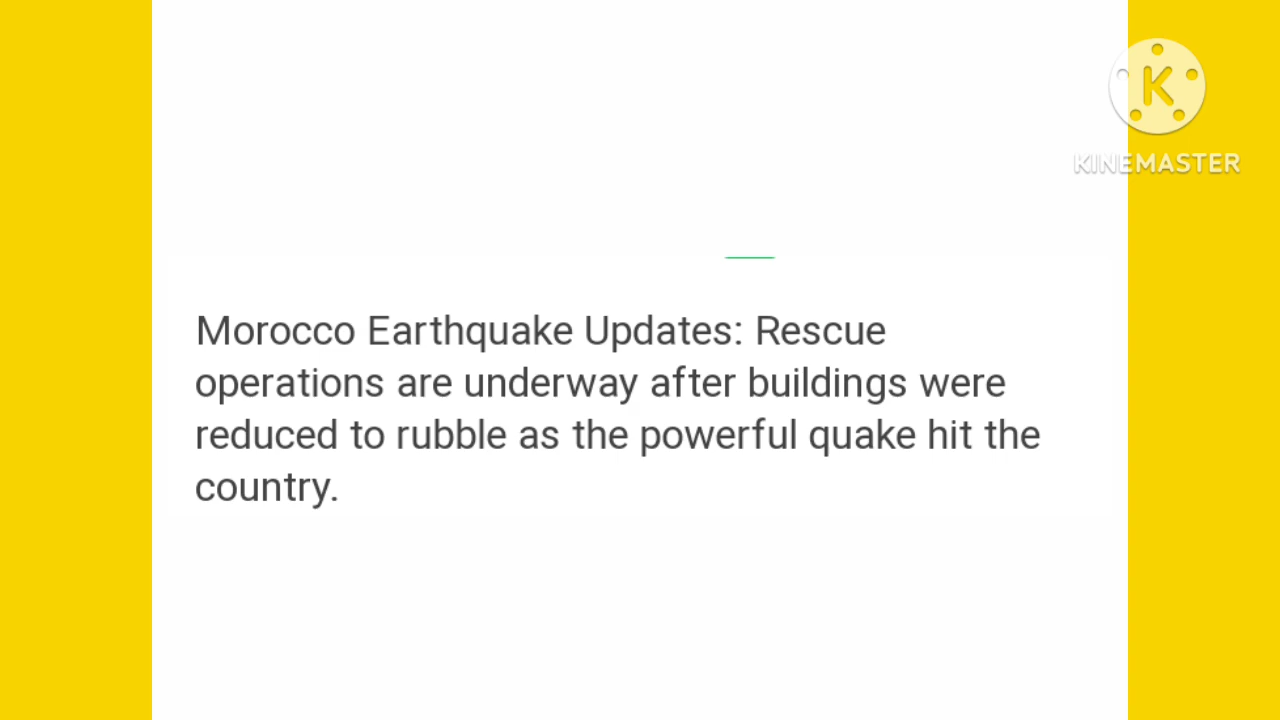 K
KINEMASTER
Morocco Earthquake Updates: Rescue
operations are underway after buildings were
reduced to rubble as the powerful quake hit the
country.